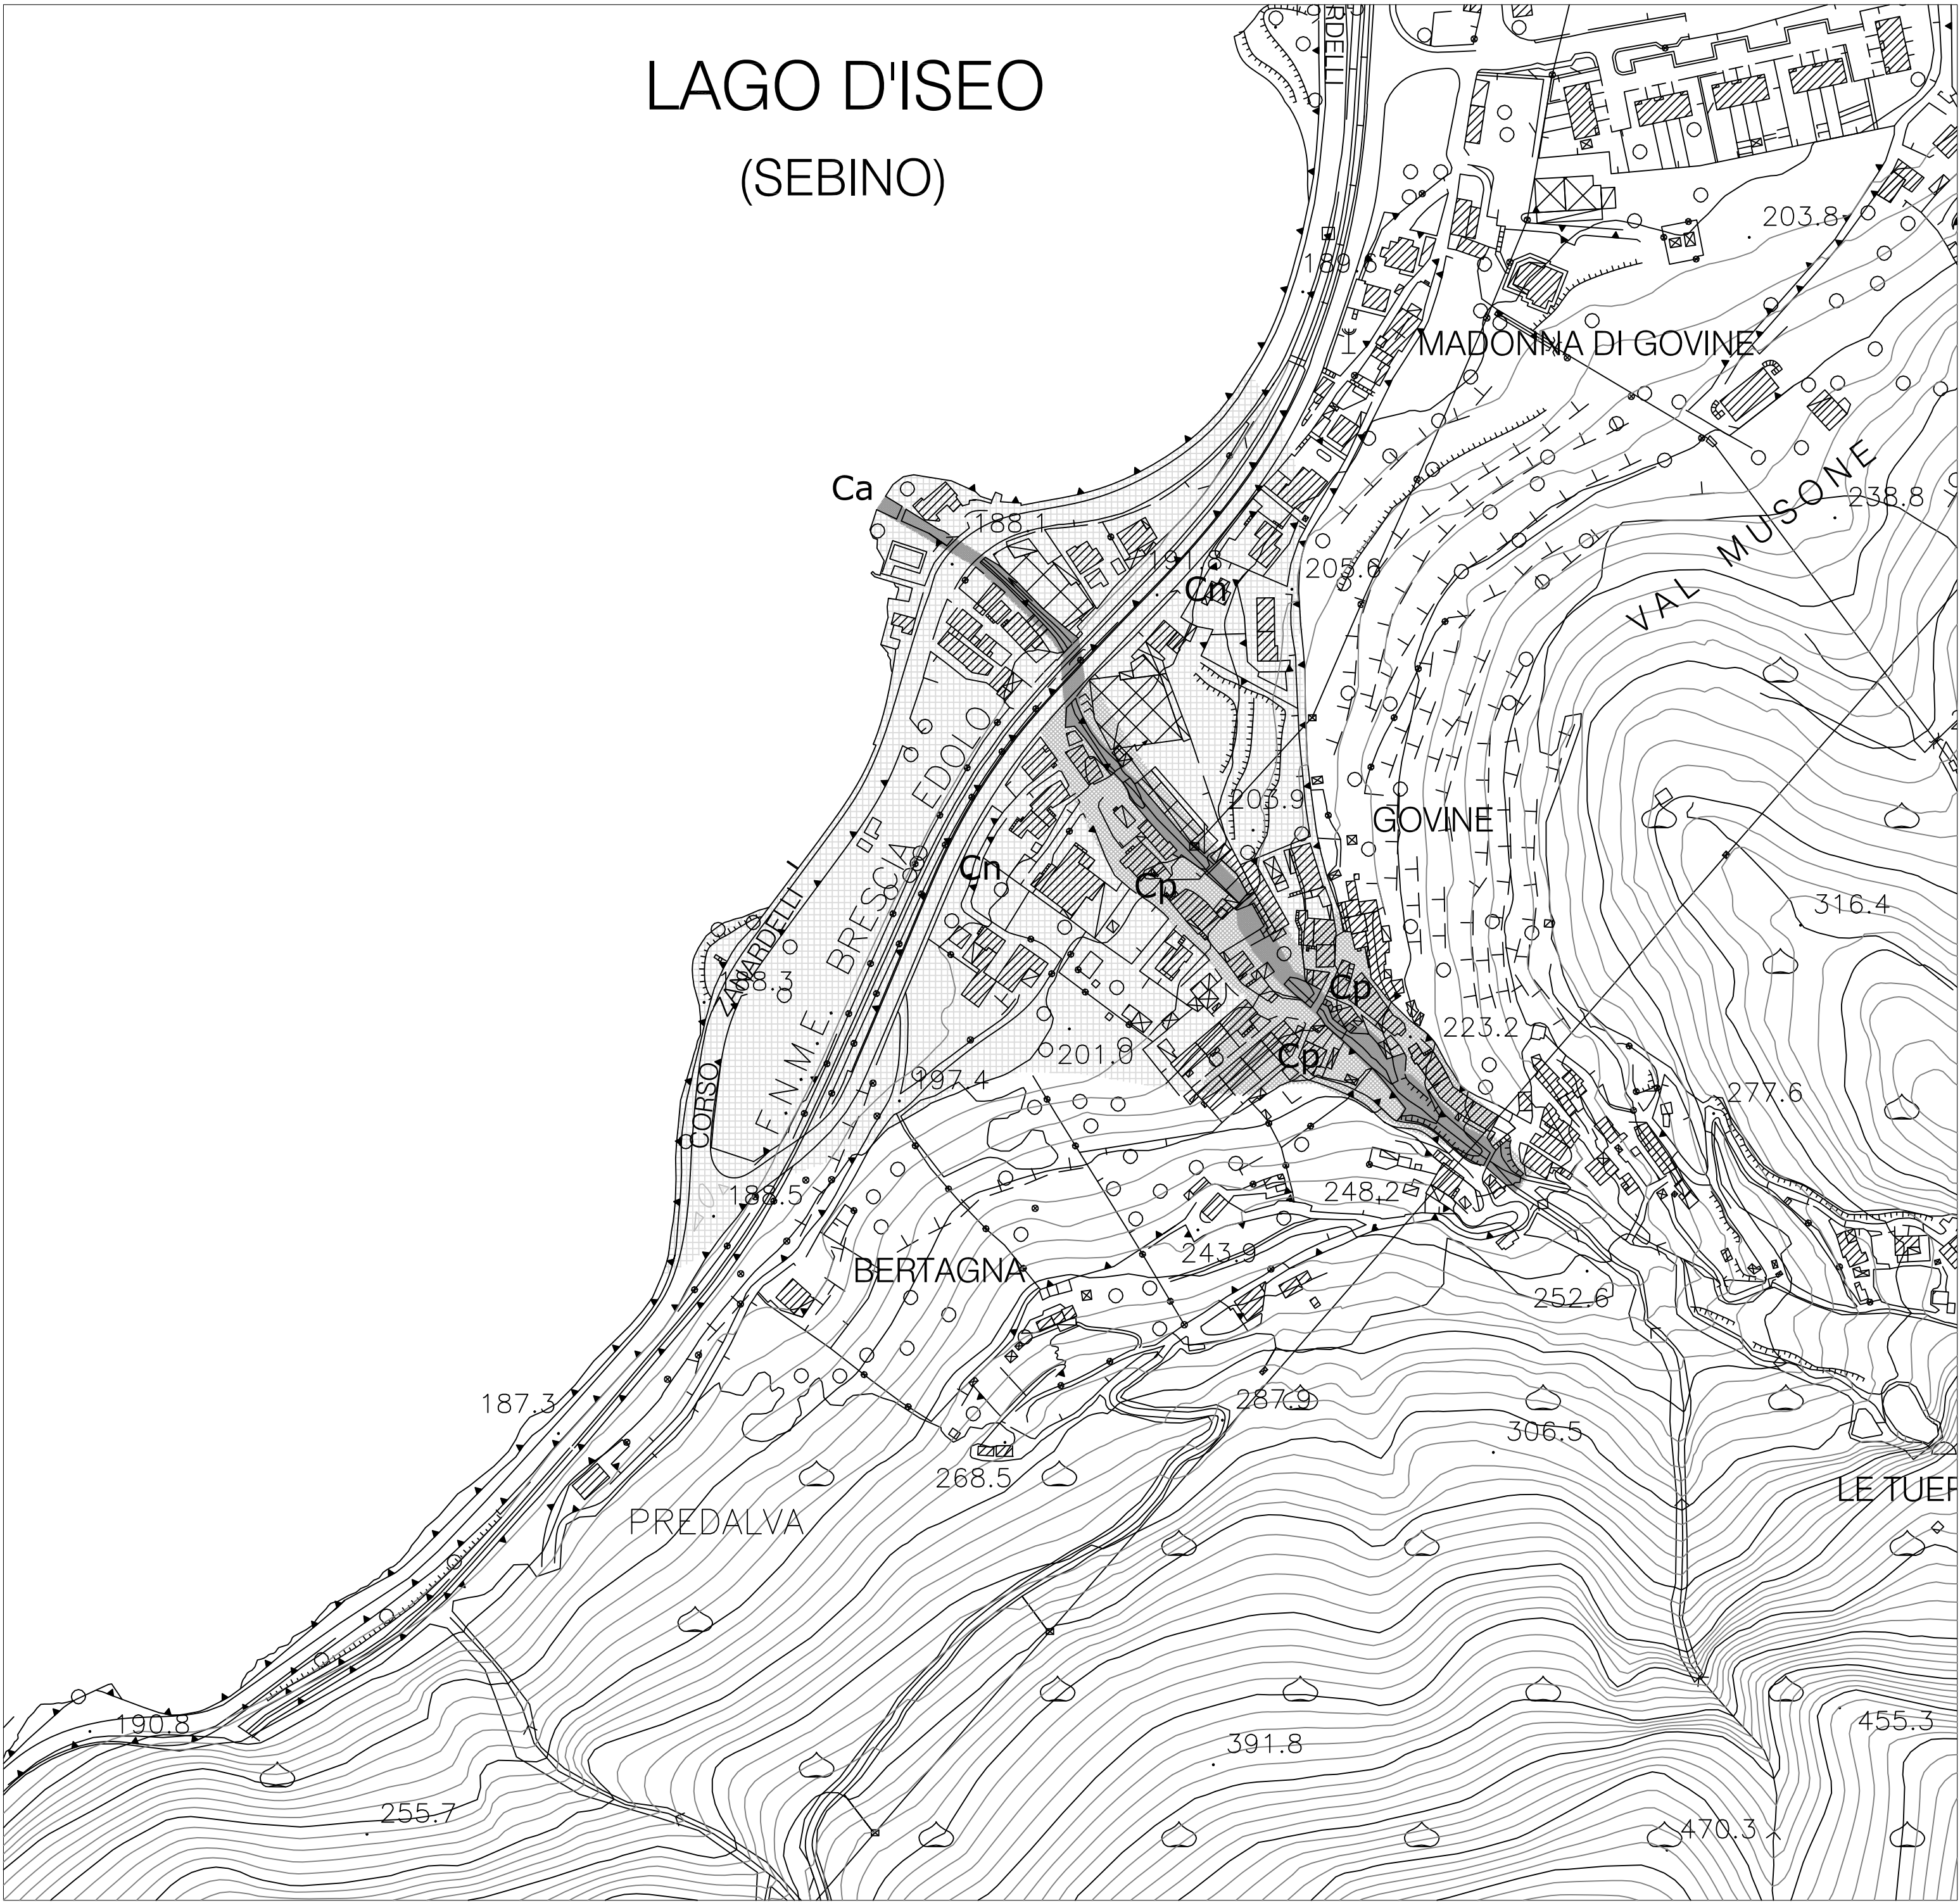 LAGO D'ISEO
(SEBINO)
203.8
189.6
MADONNA DI GOVINE
VAL MUSONE
238.8
Ca
188.1
191.8
205.6
Cn
203.9
GOVINE
Cn
Cp
316.4
CORSO ZANARDELLI
188.3
F.N.M.E. BRESCIA EDOLO
Cp
223.2
201.0
Cp
197.4
277.6
188.5
248.2
243.9
BERTAGNA
252.6
187.3
287.9
306.5
268.5
LE TUE
PREDALVA
190.8
391.8
455.3
255.7
470.3